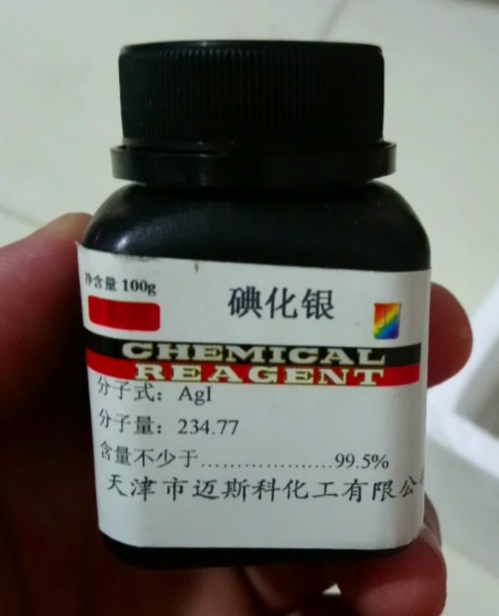 净含量 100g
碘化银
CHEMICAL
REAGENT
分子式：AgI
分子量：234.77
含量不少于...................99.5%
天津市迈斯科化工有限公